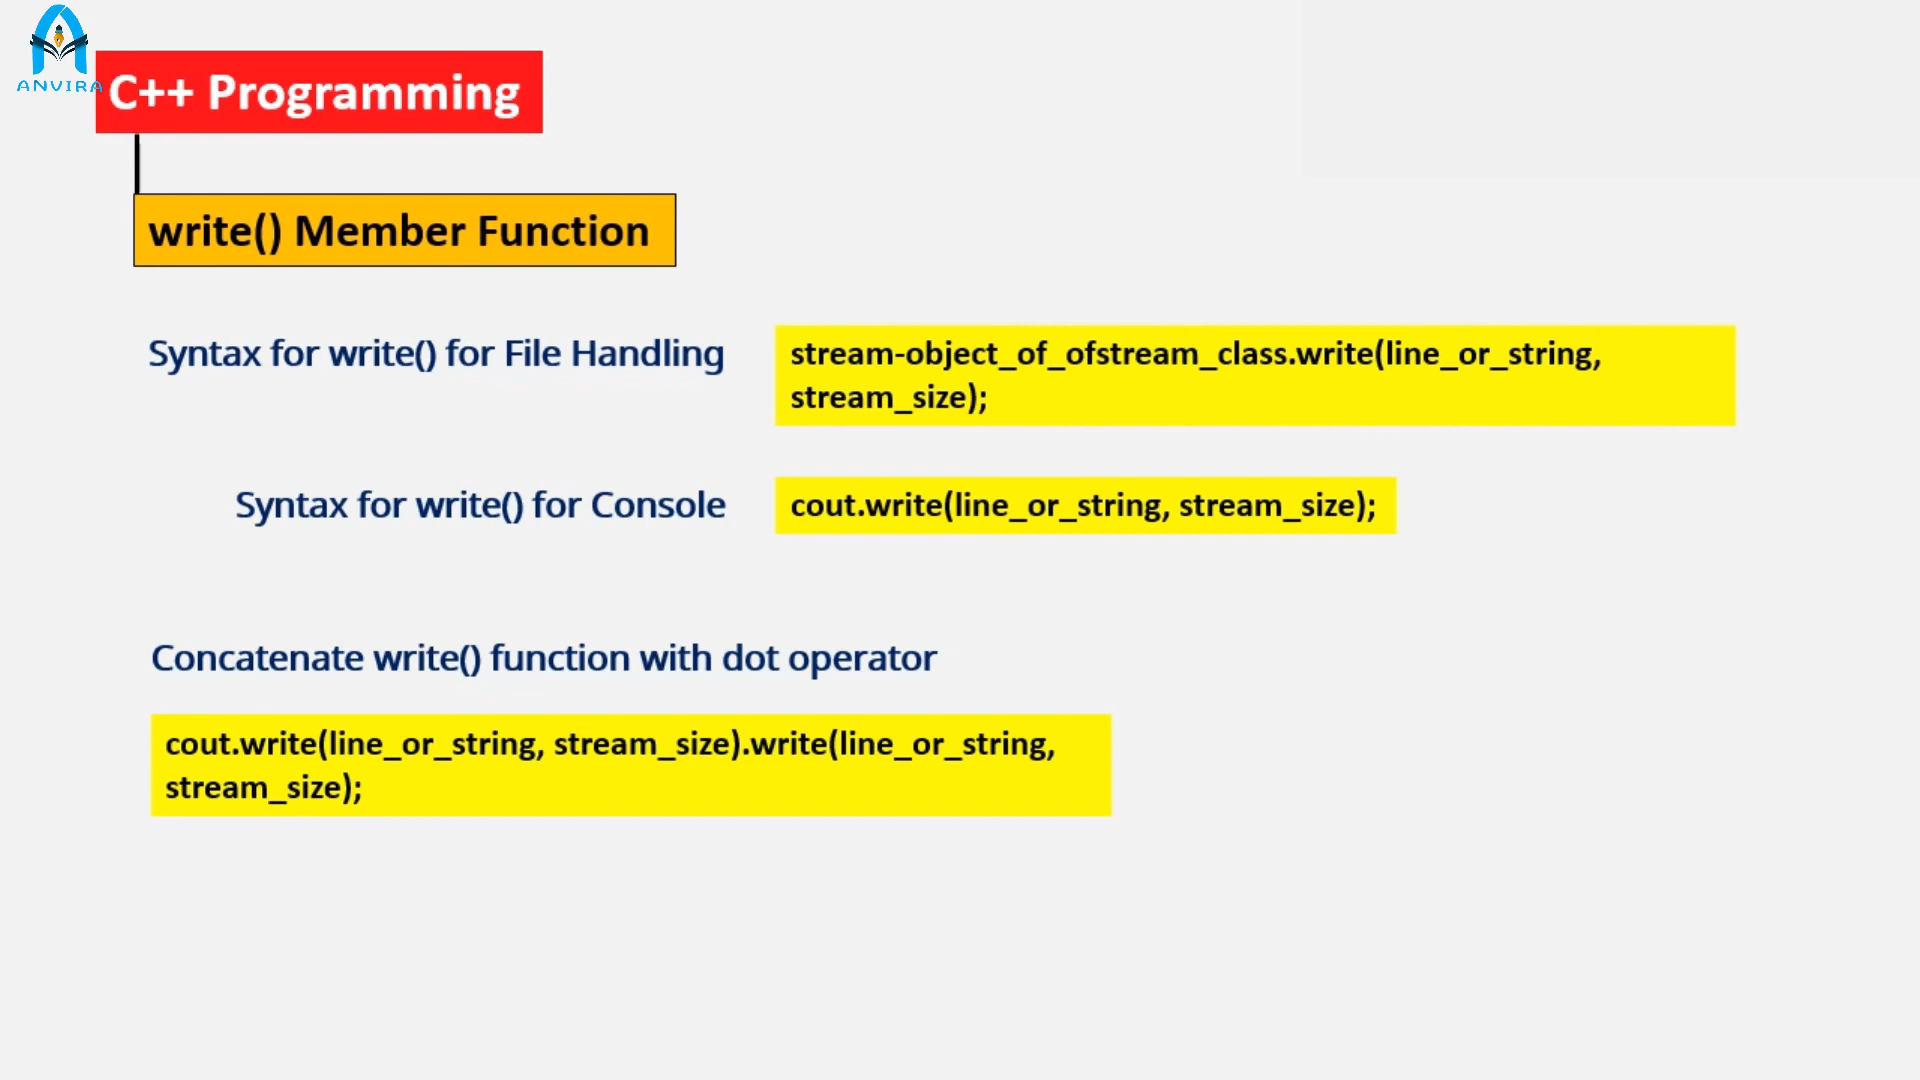 ANVIRA
C++ Programming
write() Member Function
Syntax for write() for File Handling
stream-object_of_ofstream_class.write(line_or_string,
stream_size);
Syntax for write() for Console
cout.write(line_or_string, stream_size);
Concatenate write() function with dot operator
cout.write(line_or_string, stream_size).write(line_or_string,
stream_size);